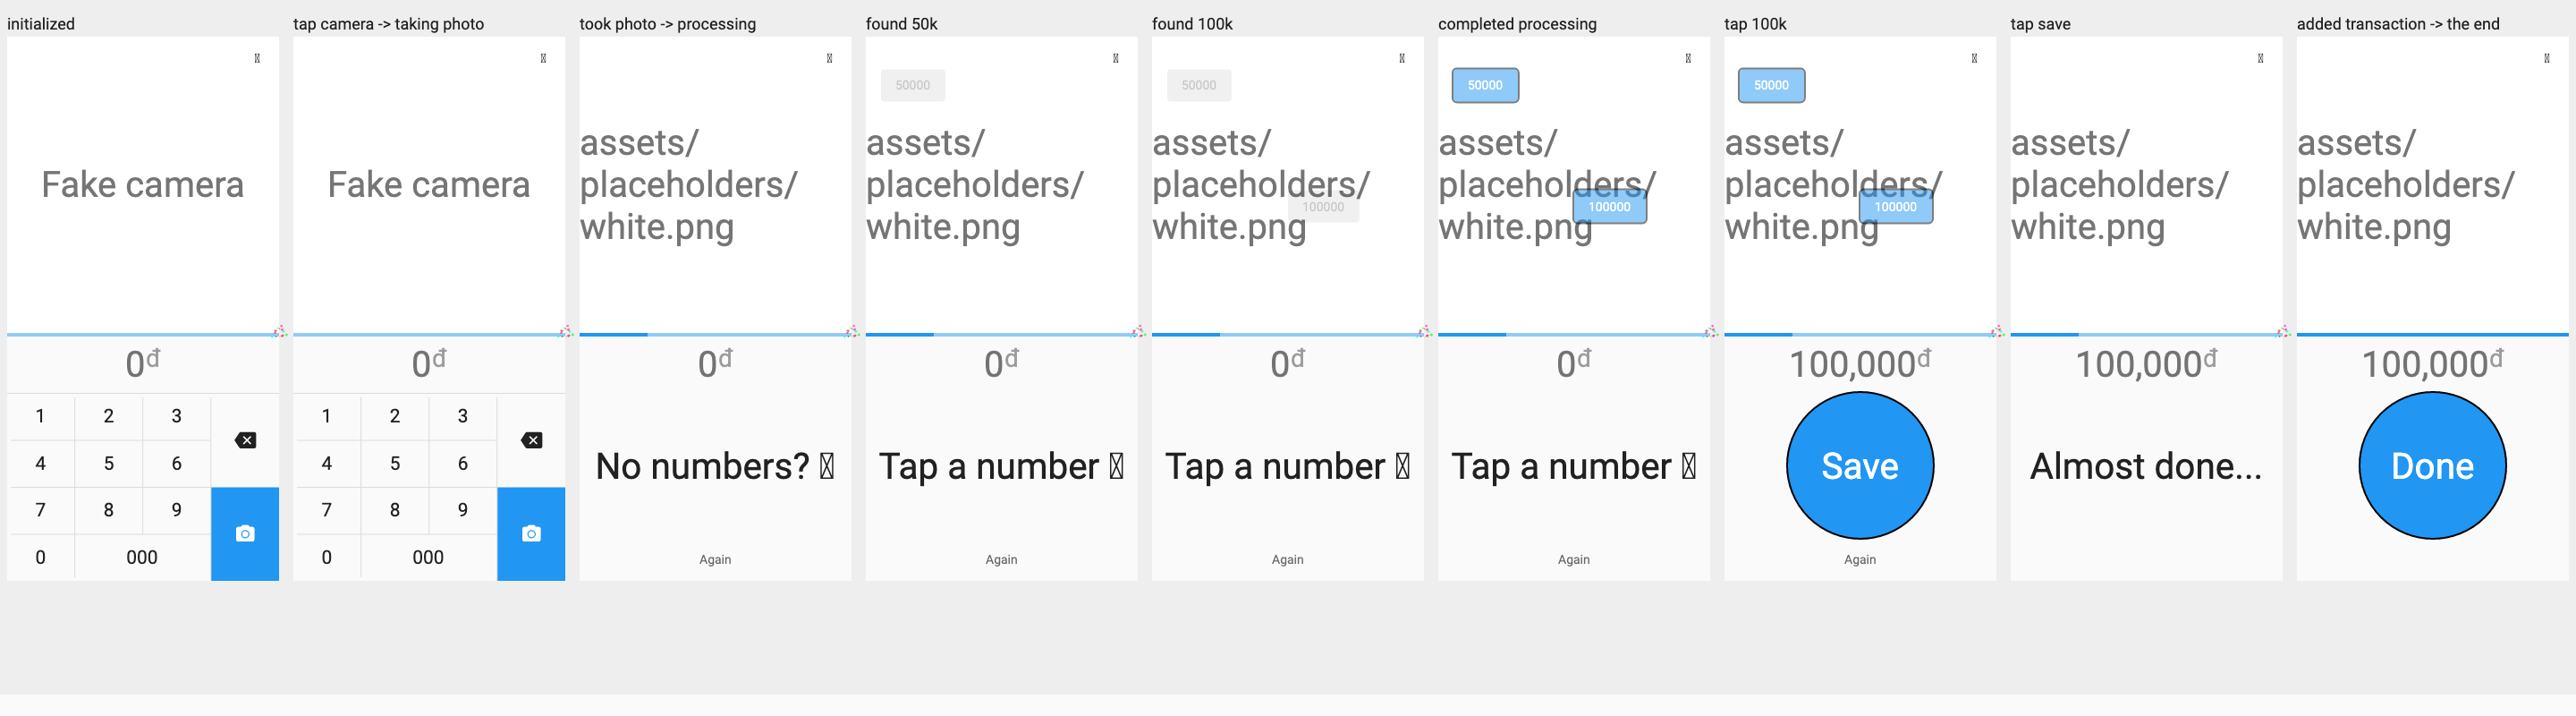 initialized
Fake camera
0đ
1 2 3
4 5 6
7 8 9
0 000
tap camera -> taking photo
Fake camera
0đ
1 2 3
4 5 6
7 8 9
0 000
took photo -> processing
assets/
placeholders/
white.png
0đ
No numbers?
Again
found 50k
50000
assets/
placeholders/
white.png
0đ
Tap a number
Again
found 100k
50000
assets/
placeholders/
100000
white.png
0đ
Tap a number
Again
completed processing
50000
assets/
placeholders/
100000
white.png
0đ
Tap a number
Again
tap 100k
50000
assets/
placeholders/
100000
white.png
100,000đ
Save
Again
tap save
assets/
placeholders/
white.png
100,000đ
Almost done...
added transaction -> the end
assets/
placeholders/
white.png
100,000đ
Done